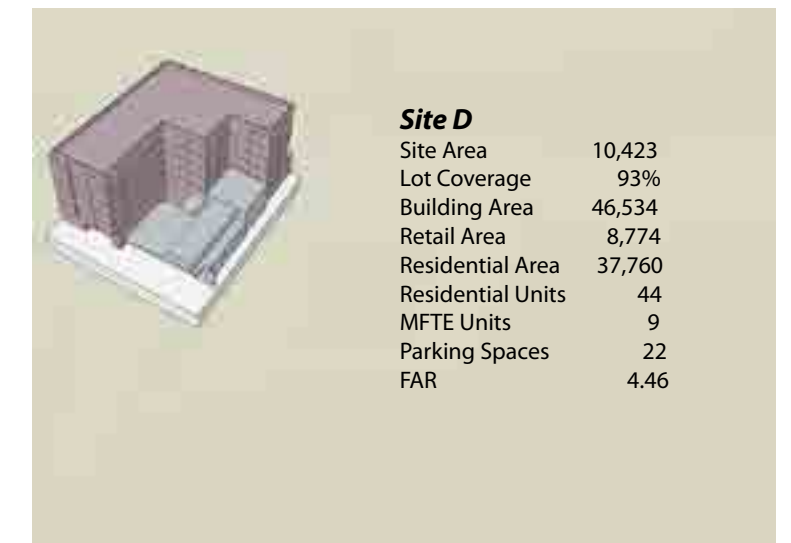 Site D
Site Area 10,423
Lot Coverage 93%
Building Area 46,534
Retail Area 8,774
Residential Area 37,760
Residential Units 44
MFTE Units 9
Parking Spaces 22
FAR 4.46